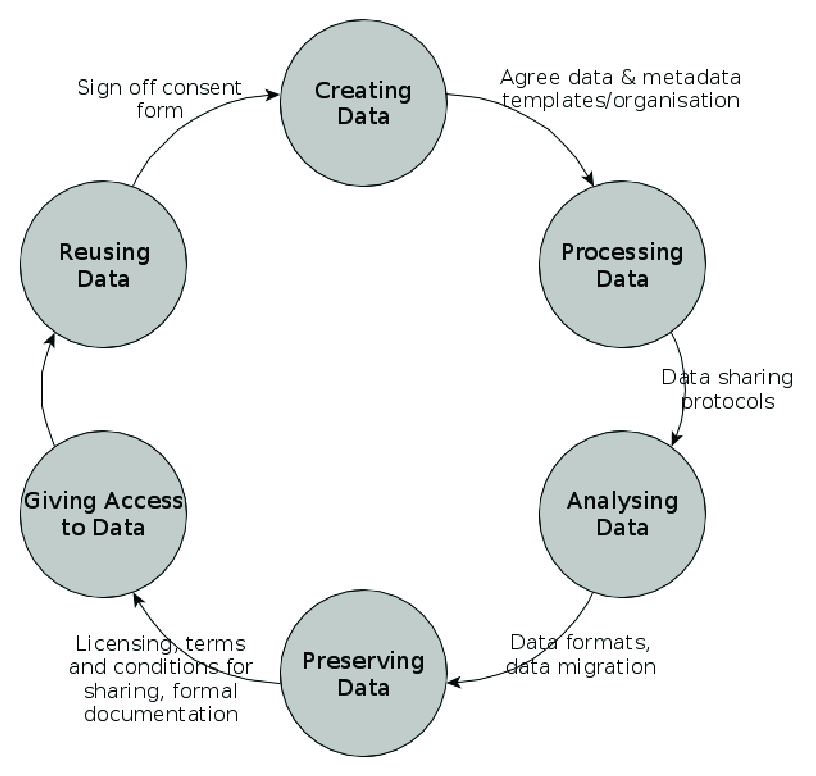 Creating
Data
Agree data & metadata
templates/organisation
Processing
Data
Data sharing
protocols
Analysing
Data
Data formats,
data migration
Preserving
Data
Licensing, terms
and conditions for
sharing, formal
documentation
Giving Access
to Data
Reusing
Data
Sign off consent
form